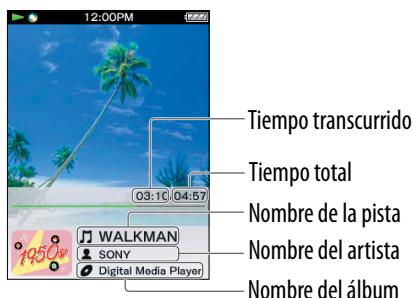 12:00PM
Tiempo transcurrido
Tiempo total
03:10 04:57
Nombre de la pista
WALKMAN
Nombre del artista
SONY
1950s
Digital Media Player
Nombre del álbum